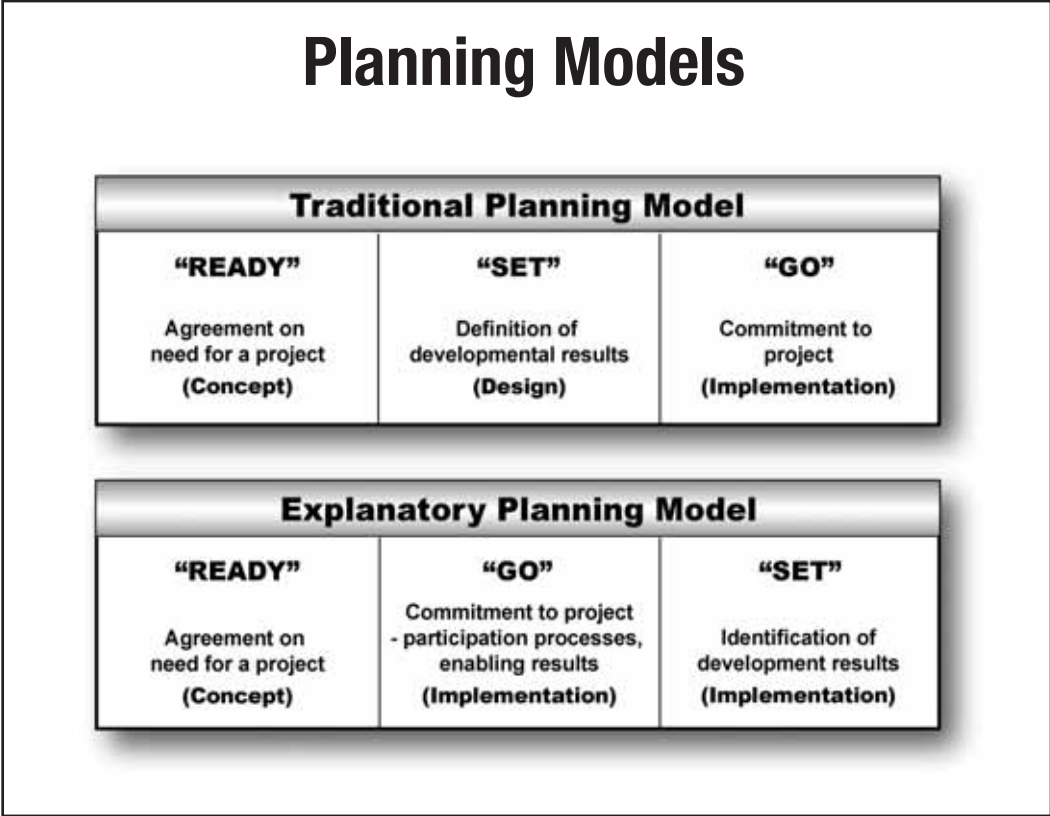 Planning Models
Traditional Planning Model
“READY”
Agreement on
need for a project
(Concept)
“SET”
Definition of
developmental results
(Design)
“GO”
Commitment to
project
(Implementation)
Explanatory Planning Model
“READY”
Agreement on
need for a project
(Concept)
“GO”
Commitment to project
- participation processes,
enabling results
(Implementation)
“SET”
Identification of
development results
(Implementation)